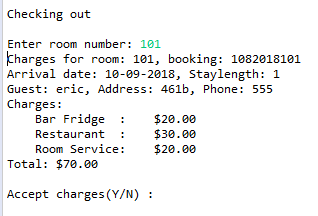 Checking out
Enter room number: 101
Charges for room: 101, booking: 1082018101
Arrival date: 10-09-2018, Staylength: 1
Guest: eric, Address: 461b, Phone: 555
Charges:
    Bar Fridge  :    $20.00
    Restaurant  :    $30.00
    Room Service:    $20.00
Total: $70.00
Accept charges(Y/N) :